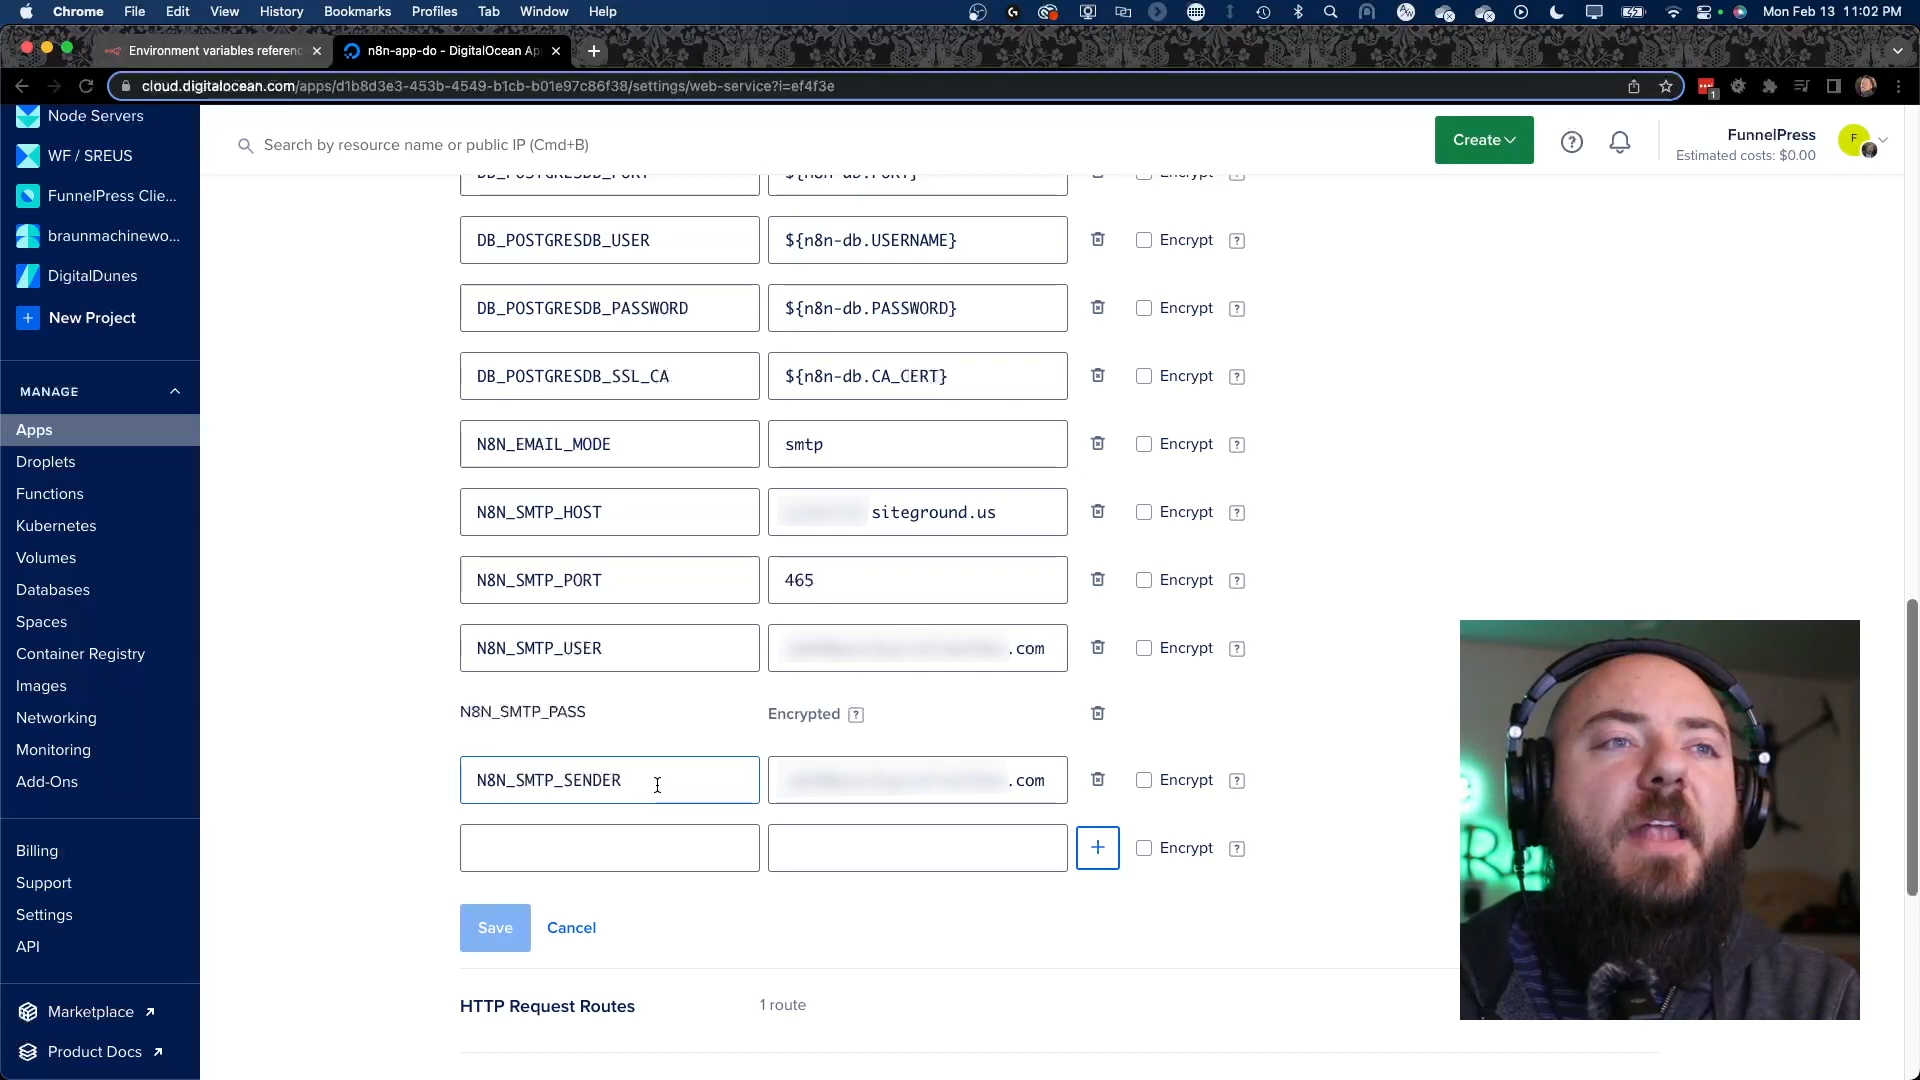 Chrome File Edit View History Bookmarks Profiles Tab Window Help
Mon Feb 13 11:02 PM
Environment variables referenc
n8n-app-do - DigitalOcean Ap
cloud.digitalocean.com/apps/d1b8d3e3-453b-4549-b1cb-b01e97c86f38/settings/web-service?i=ef4f3e
1
Node Servers
WF / SREUS
FunnelPress Clie...
braunmachinewo...
DigitalDunes
+ New Project
MANAGE
Apps
Droplets
Functions
Kubernetes
Volumes
Databases
Spaces
Container Registry
Images
Networking
Monitoring
Add-Ons
Billing
Support
Settings
API
Marketplace
Product Docs
Search by resource name or public IP (Cmd+B)
Create
?
FunnelPress
Estimated costs: $0.00
F
DB_POSTGRESDB_PORT ${n8n-db.PORT} Encrypt
DB_POSTGRESDB_USER ${n8n-db.USERNAME} Encrypt ?
DB_POSTGRESDB_PASSWORD ${n8n-db.PASSWORD} Encrypt ?
DB_POSTGRESDB_SSL_CA ${n8n-db.CA_CERT} Encrypt ?
N8N_EMAIL_MODE smtp Encrypt ?
N8N_SMTP_HOST siteground.us Encrypt ?
N8N_SMTP_PORT 465 Encrypt ?
N8N_SMTP_USER .com Encrypt ?
N8N_SMTP_PASS Encrypted ?
N8N_SMTP_SENDER .com Encrypt ?
+ Encrypt ?
Save Cancel
HTTP Request Routes 1 route